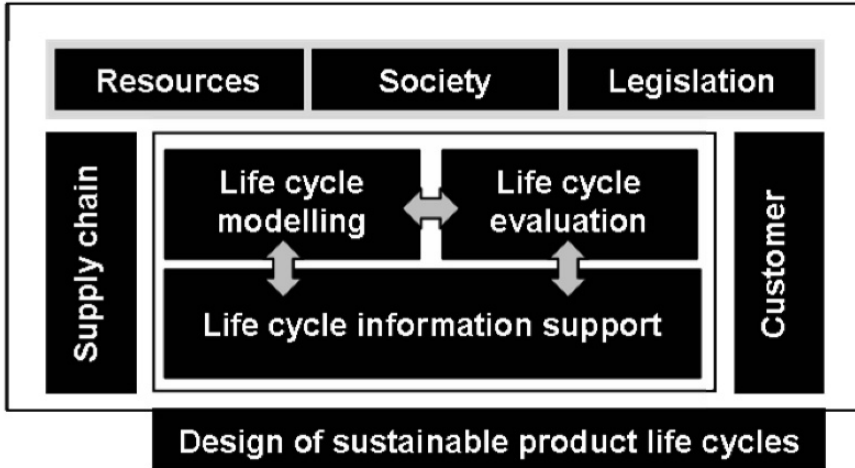 Resources
Society
Legislation
Supply chain
Life cycle
modelling
Life cycle
evaluation
Customer
Life cycle information support
Design of sustainable product life cycles